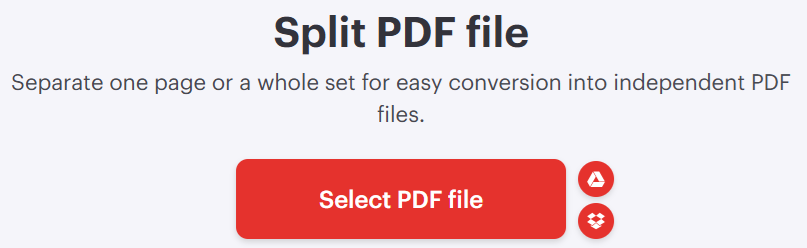 Split PDF file
Separate one page or a whole set for easy conversion into independent PDF
files.
Select PDF file